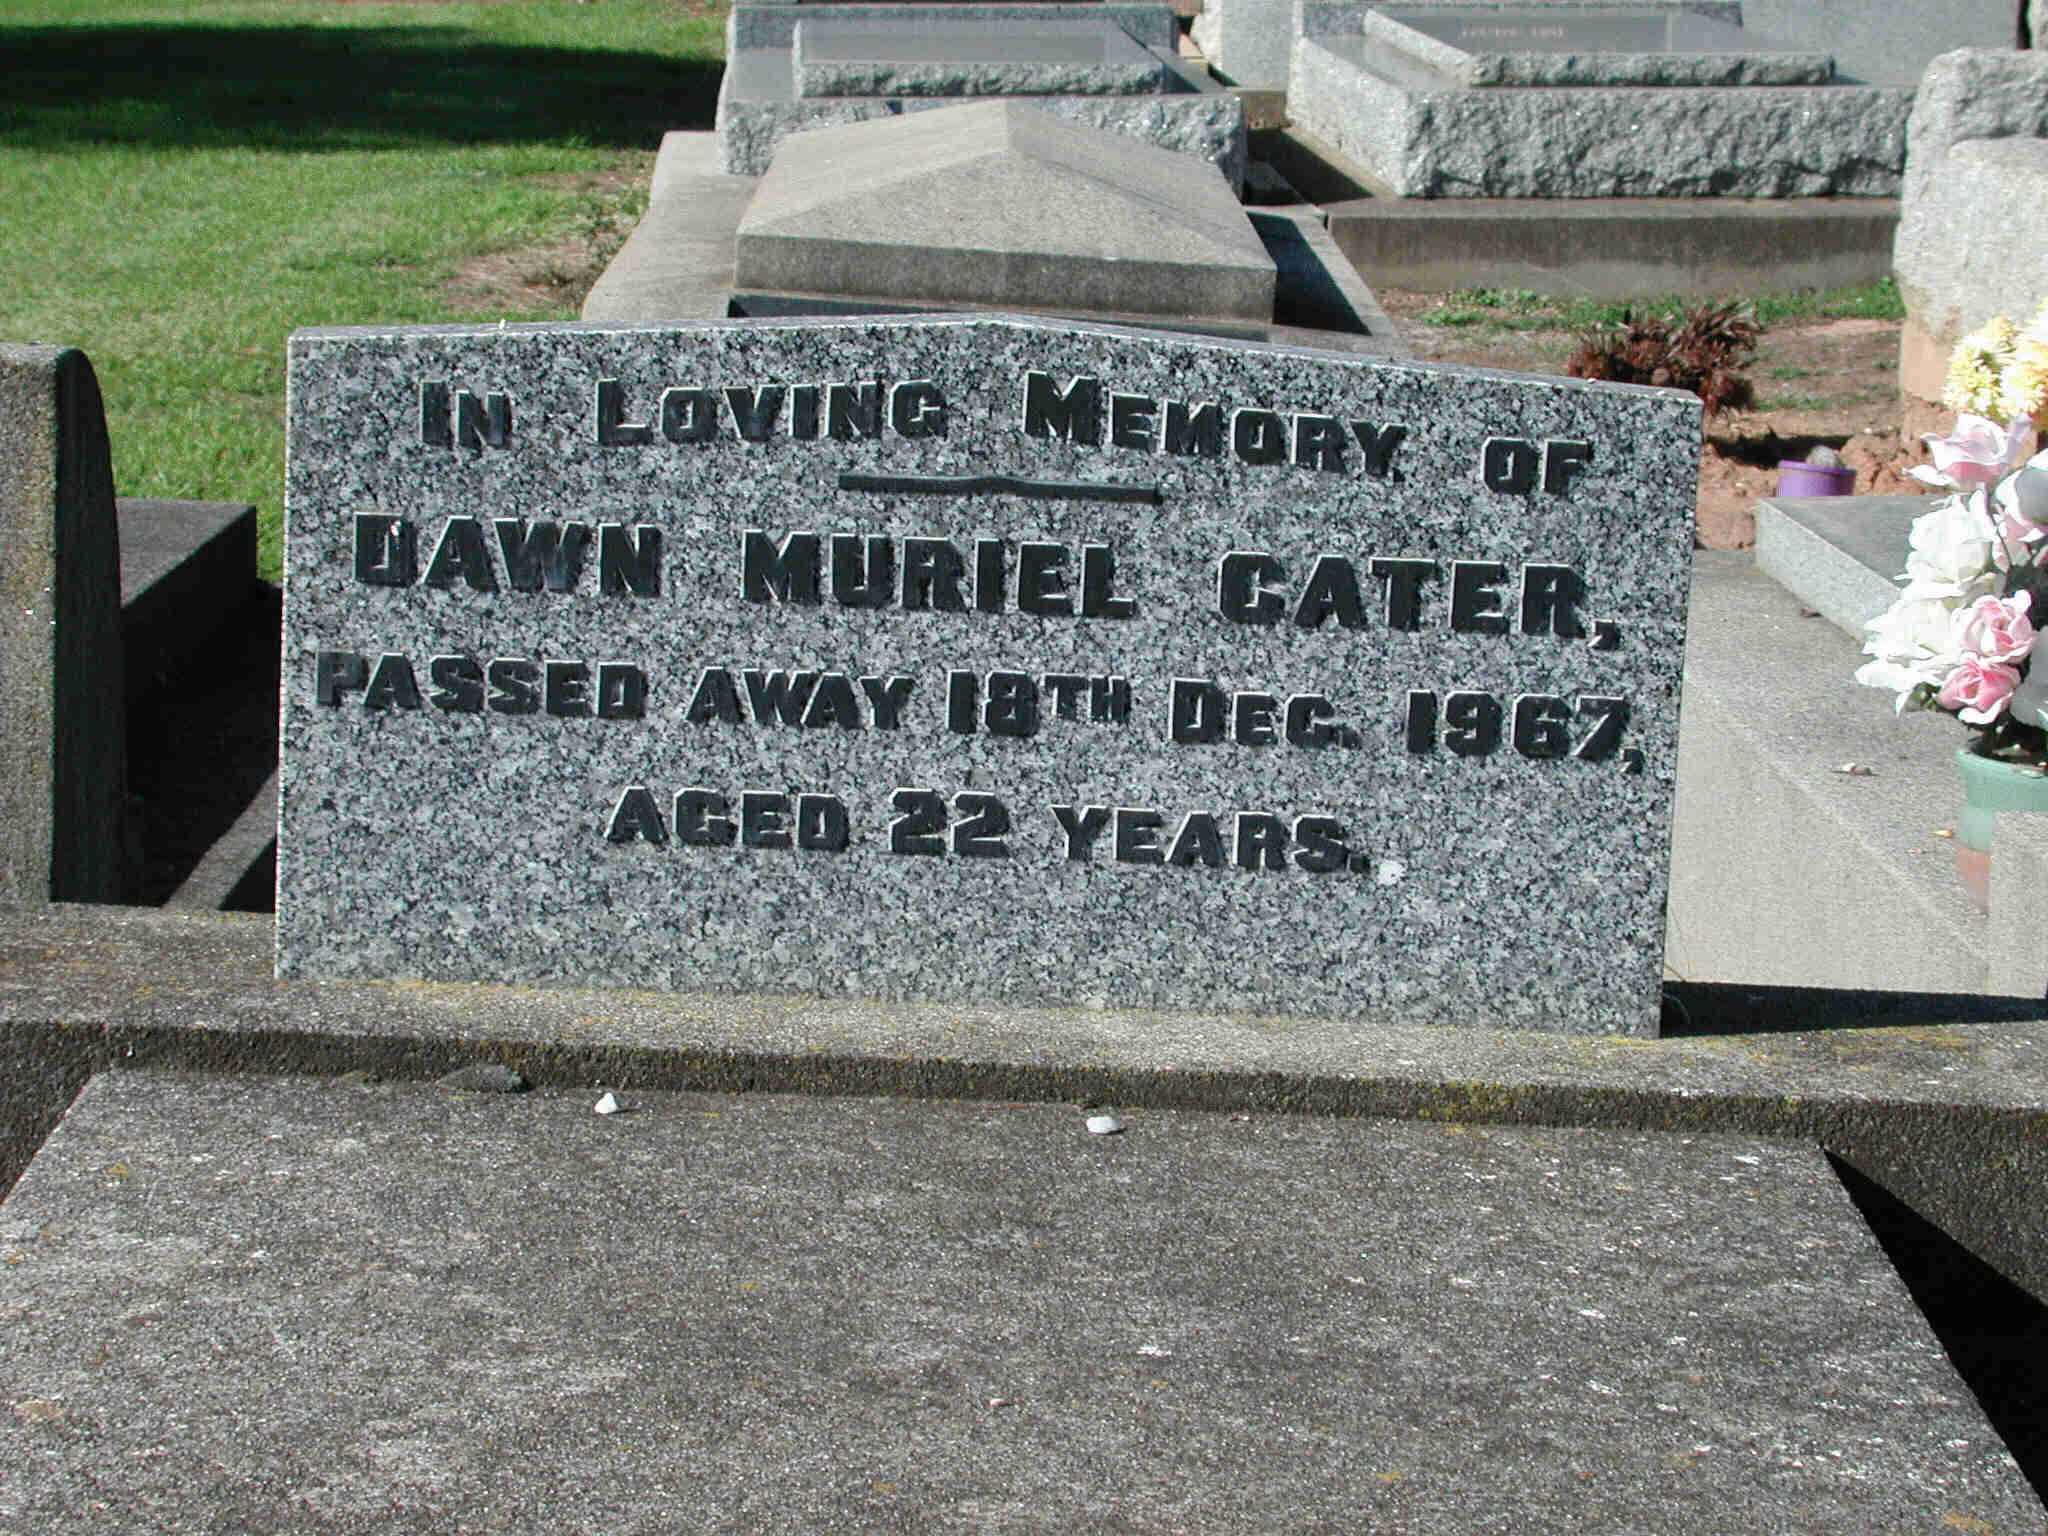 In Loving Memory of
DAWN MURIEL CATER,
PASSED AWAY 18TH DEC. 1967,
AGED 22 YEARS.